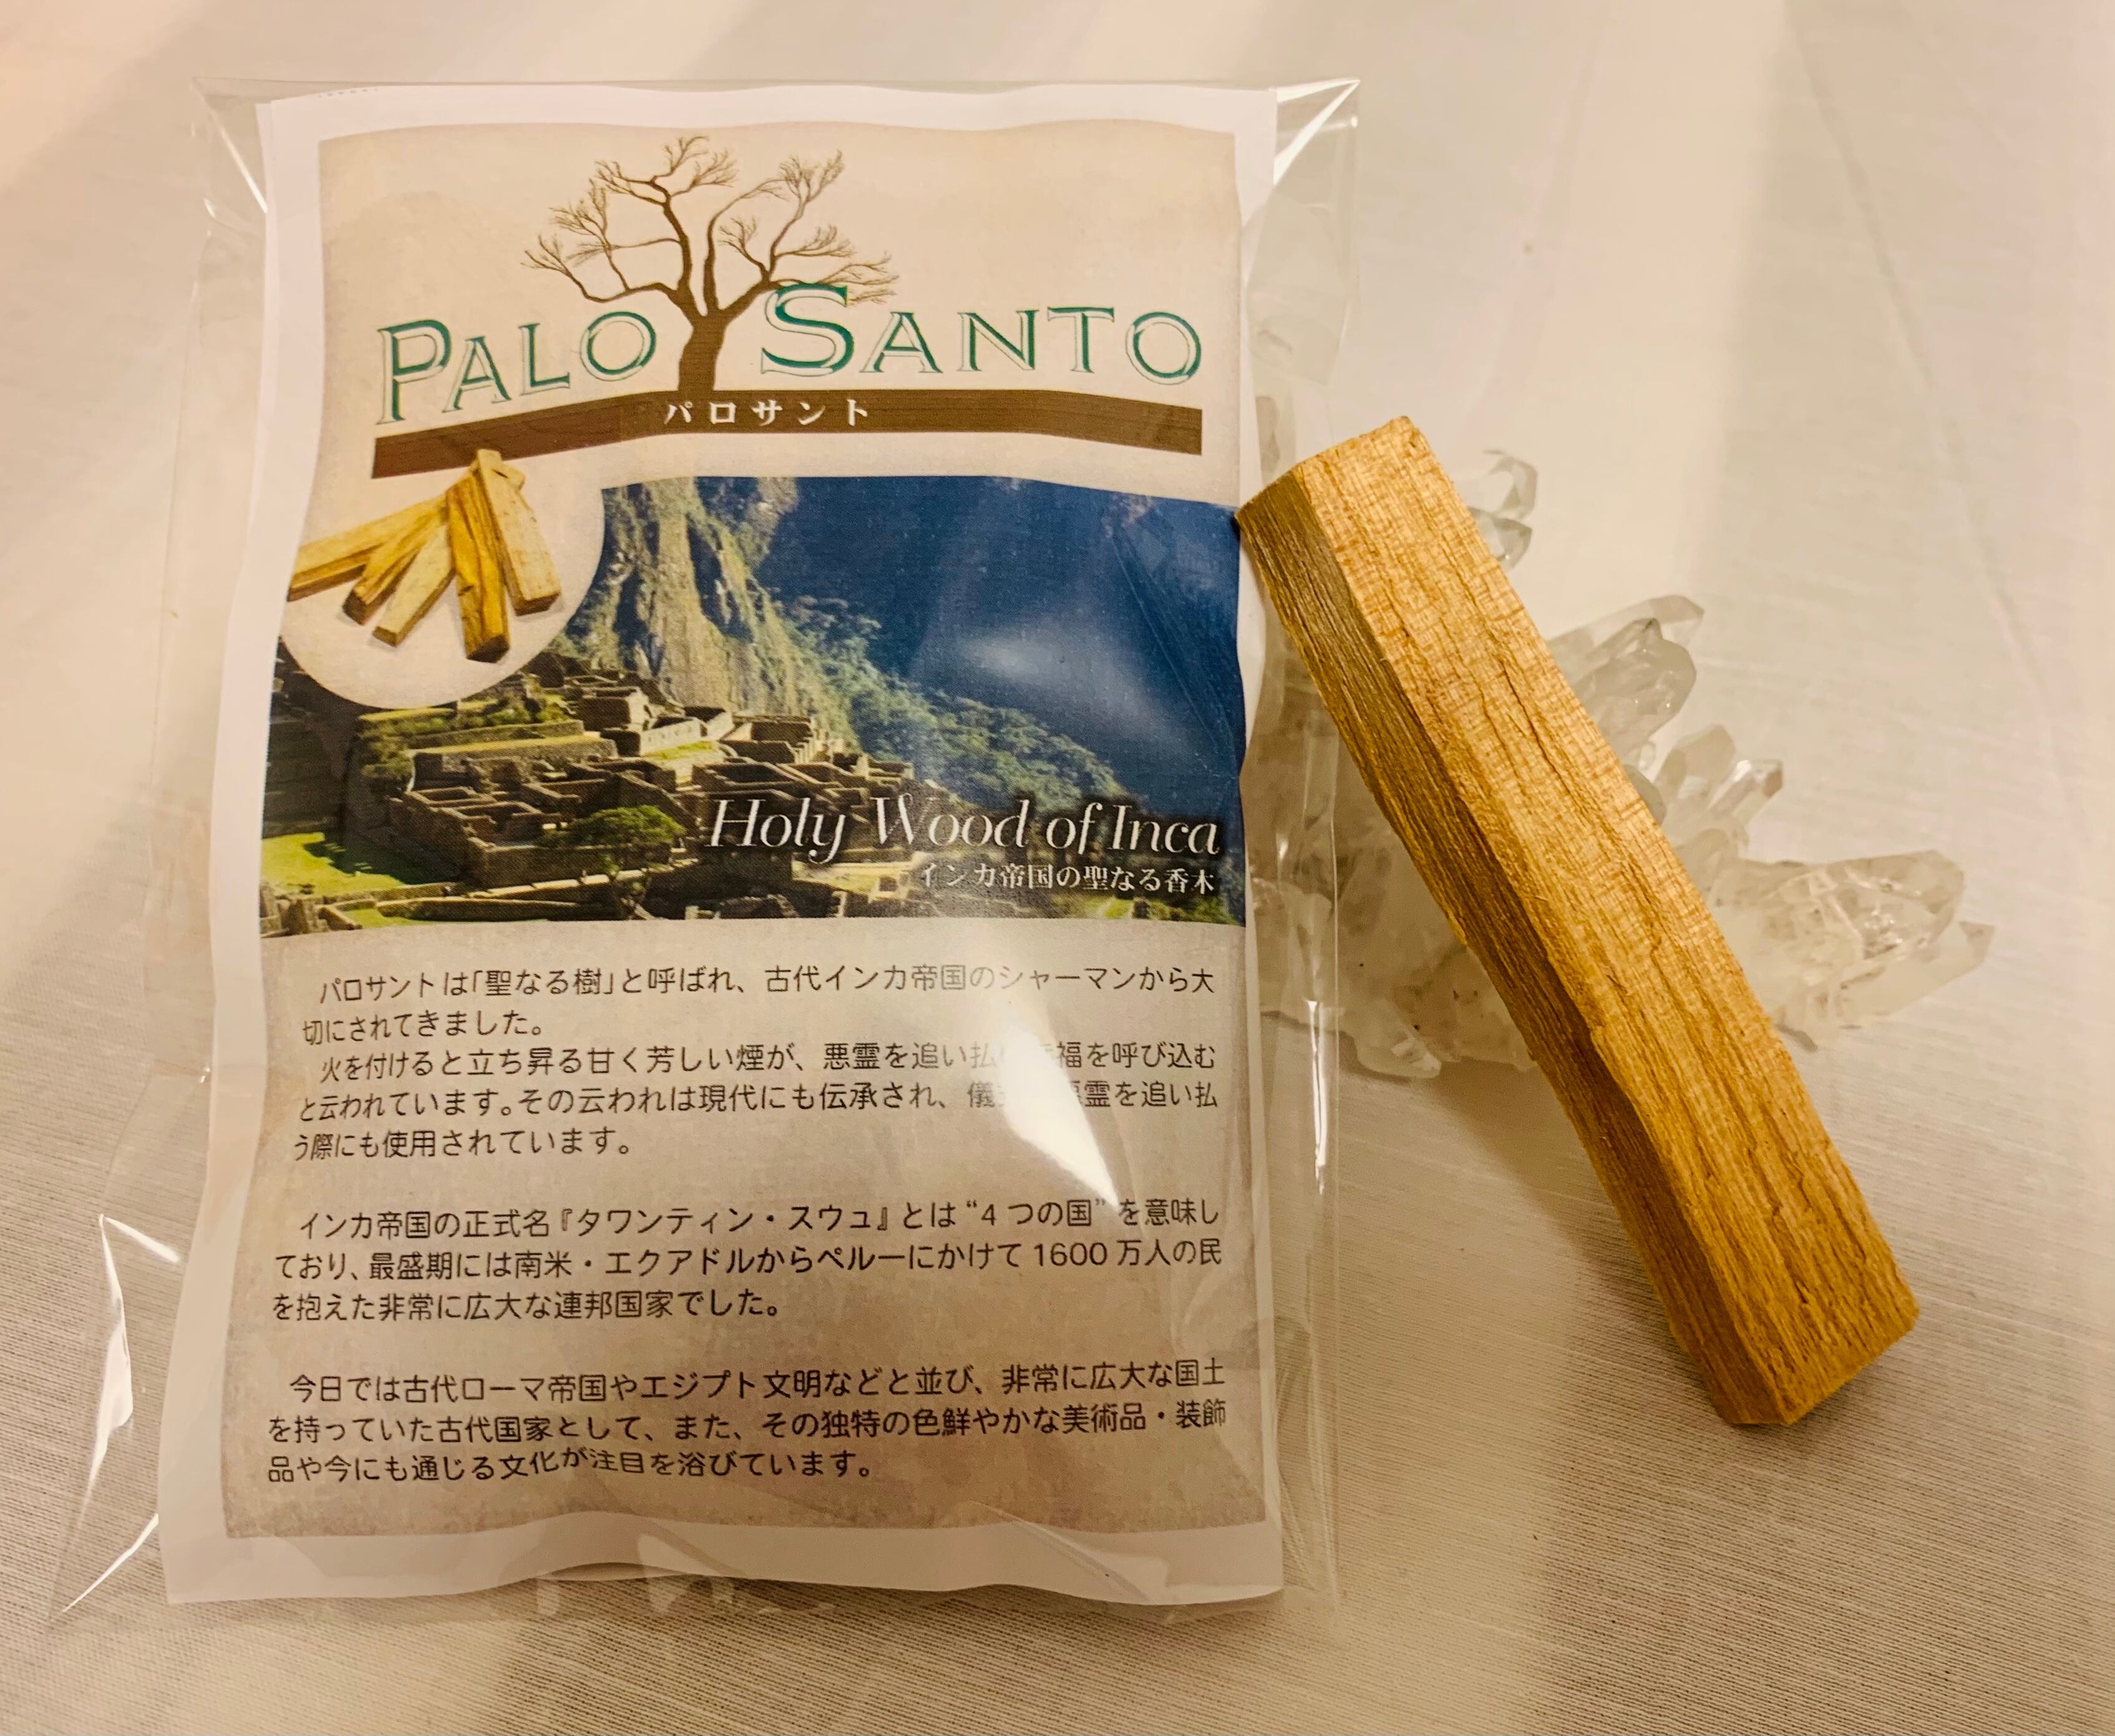 PALO SANTO
パロサント
Holy Wood of Inca
インカ帝国の聖なる香木
パロサントは「聖なる樹」と呼ばれ、古代インカ帝国のシャーマンから大
切にされてきました。
火を付けると立ち昇る甘く芳しい煙が、悪霊を追い払 福を呼び込む
と云われています。その云われは現代にも伝承され、 霊を追い払
う際にも使用されています。
インカ帝国の正式名『タワンティン・スウュ』とは“4 つの国”を意味し
ており、最盛期には南米・エクアドルからペルーにかけて 1600 万人の民
を抱えた非常に広大な連邦国家でした。
今日では古代ローマ帝国やエジプト文明などと並び、非常に広大な国土
を持っていた古代国家として、また、その独特の色鮮やかな美術品・装飾
品や今にも通じる文化が注目を浴びています。